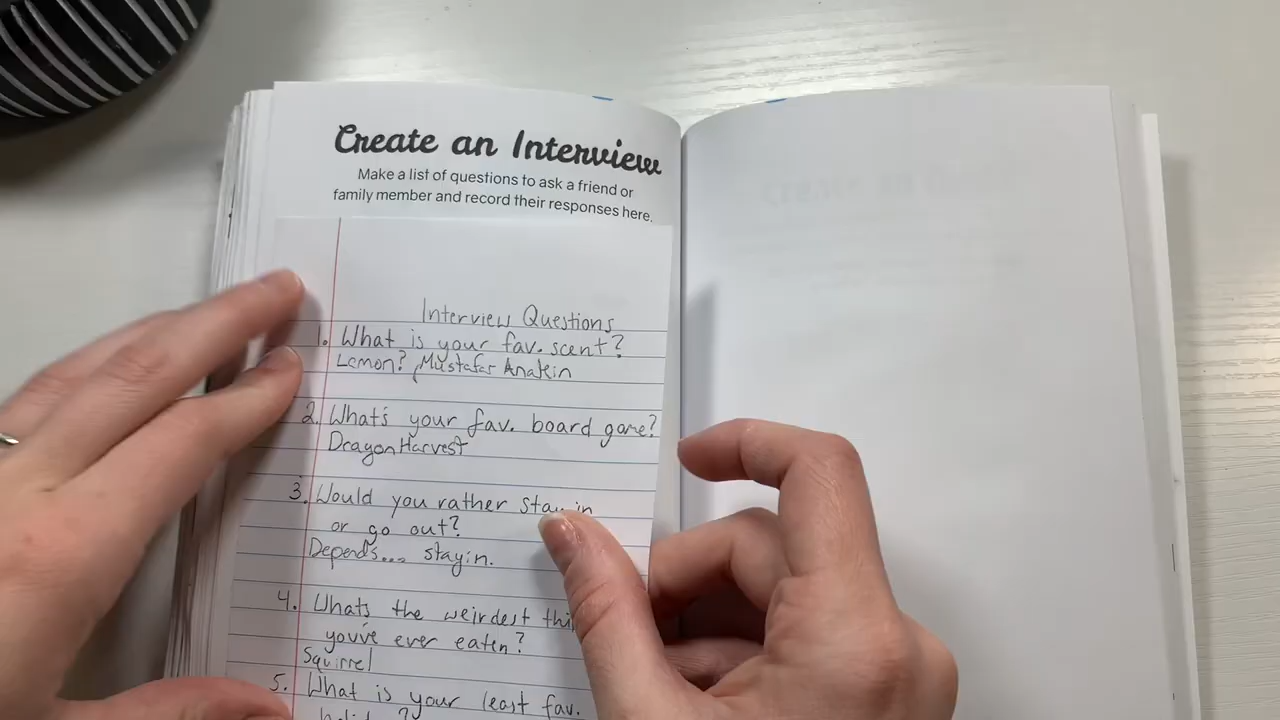 Create an Interview
Make a list of questions to ask a friend or
family member and record their responses here.
Interview Questions
1. What is your fav. scent?
Lemon? Mustafar Anakin
2. What's your fav. board game?
Dragon Harvest
3. Would you rather stay in
or go out?
Depends... stay in.
4. What's the weirdest
you've ever eaten?
Squirrel
5. What is your least fav.